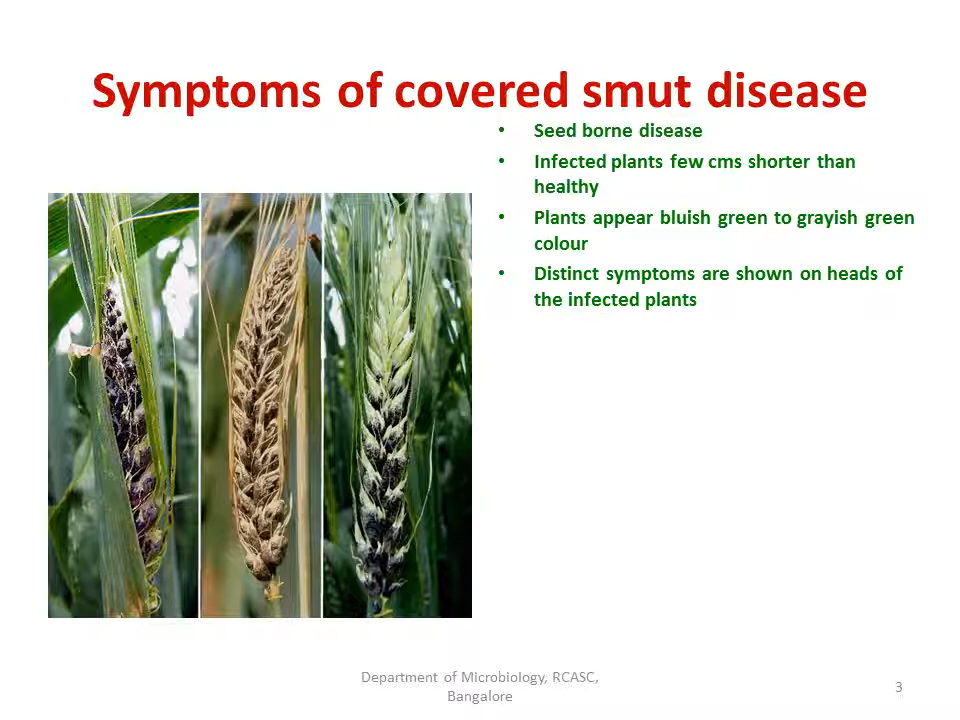 Symptoms of covered smut disease
• Seed borne disease
• Infected plants few cms shorter than
healthy
• Plants appear bluish green to grayish green
colour
• Distinct symptoms are shown on heads of
the infected plants
Department of Microbiology, RCASC,
Bangalore
3